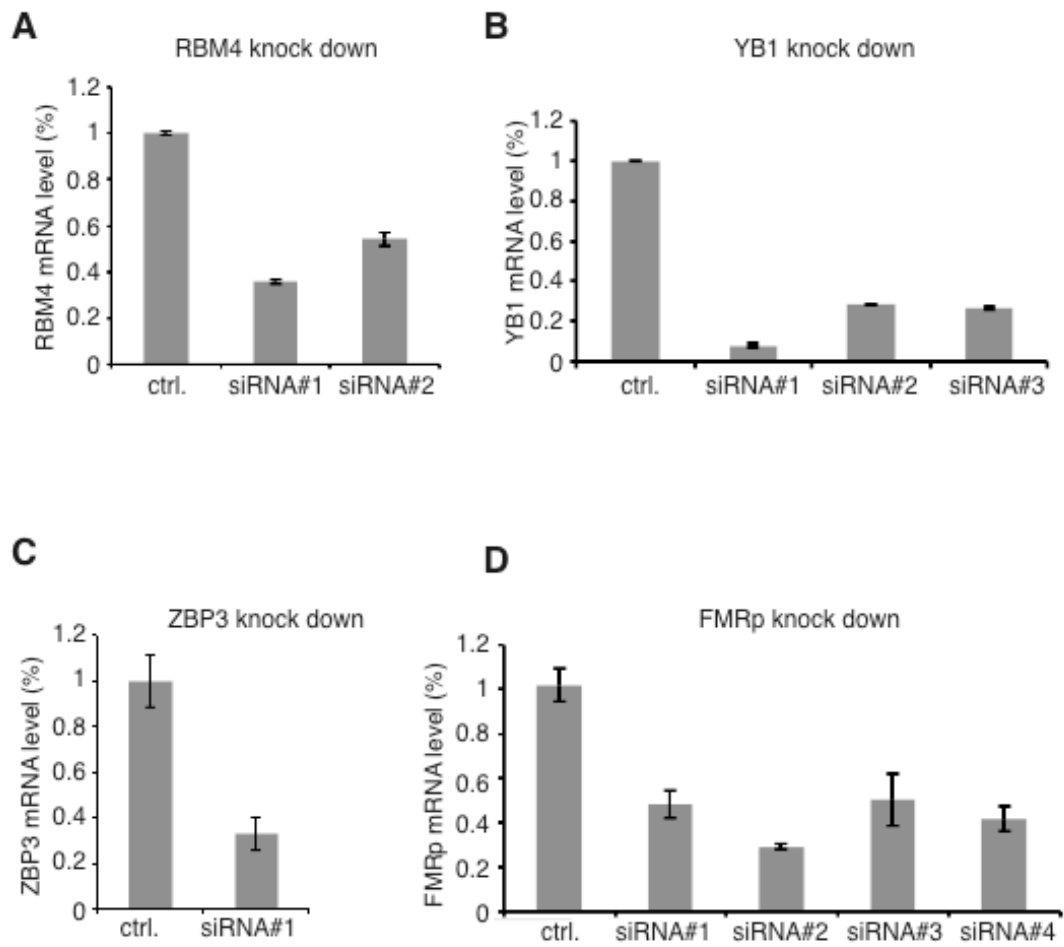 A
RBM4 knock down
RBM4 mRNA level (%)
1.2
1
0.8
0.6
0.4
0.2
0
ctrl. siRNA#1 siRNA#2
B
YB1 knock down
YB1 mRNA level (%)
1.2
1
0.8
0.6
0.4
0.2
0
ctrl. siRNA#1 siRNA#2 siRNA#3
C
ZBP3 knock down
ZBP3 mRNA level (%)
1.2
1
0.8
0.6
0.4
0.2
0
ctrl. siRNA#1
D
FMRp knock down
FMRp mRNA level (%)
1.2
1
0.8
0.6
0.4
0.2
0
ctrl. siRNA#1 siRNA#2 siRNA#3 siRNA#4